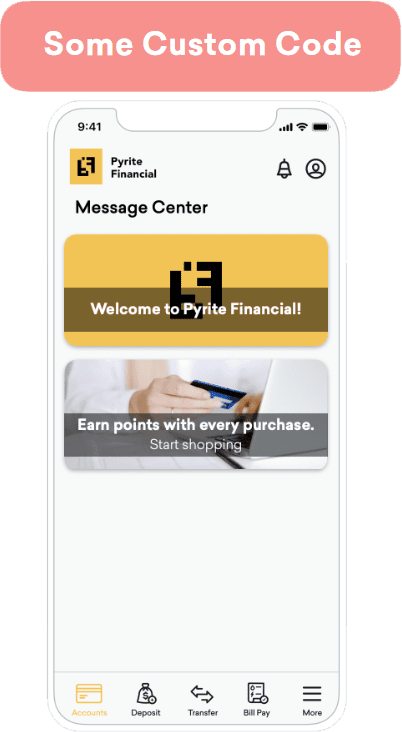 Some Custom Code
9:41
Pyrite
Financial
Message Center
Welcome to Pyrite Financial!
Earn points with every purchase.
Start shopping
Accounts
Deposit
Transfer
Bill Pay
More